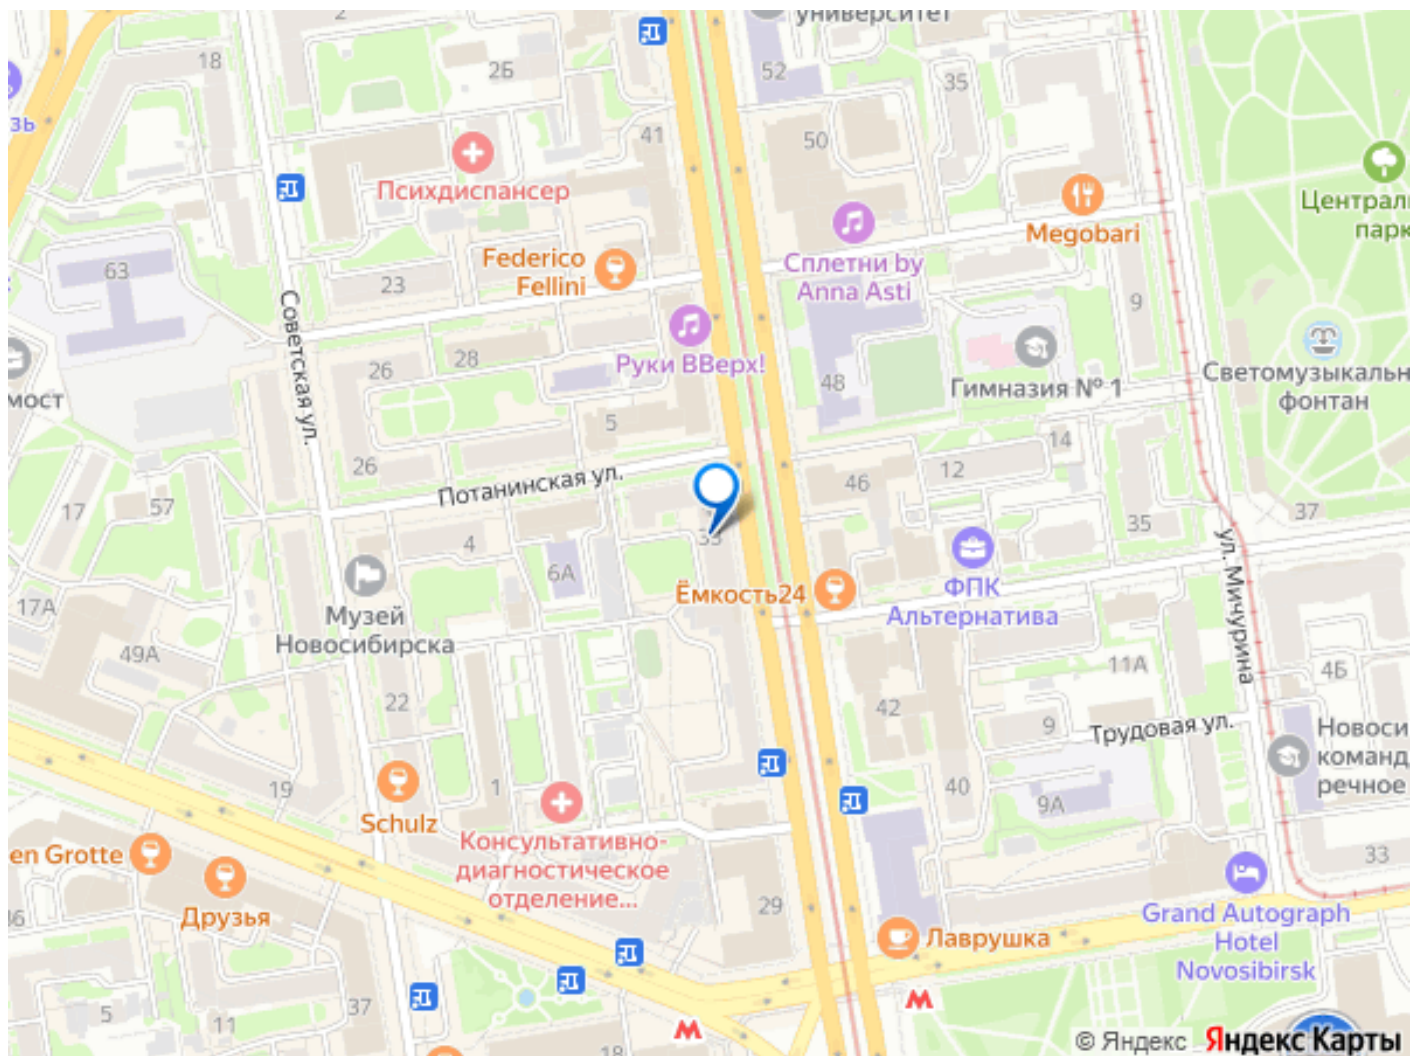 университет
18
2
2Б
52
35
зь
41
50
Психдиспансер
Централь
парк
Megobari
63
Federico
Fellini
Сплетни by
Anna Asti
23
9
Советская ул.
28
26
Руки ВВерх!
48
Гимназия № 1
Светомузыкальн
фонтан
мост
5
14
26
Потанинская ул.
46
12
17
57
35
37
4
6А
Ёмкость24
ФПК
Альтернатива
ул. Мичурина
17А
Музей
Новосибирска
49А
22
42
11А
4Б
9
Трудовая ул.
Новоси
команд
речное
19
1
40
9А
Schulz
en Grotte
Консультативно-
диагностическое
отделение...
33
Друзья
29
Grand Autograph
Hotel
Novosibirsk
Лаврушка
37
5
11
18
© Яндекс Яндекс Карты